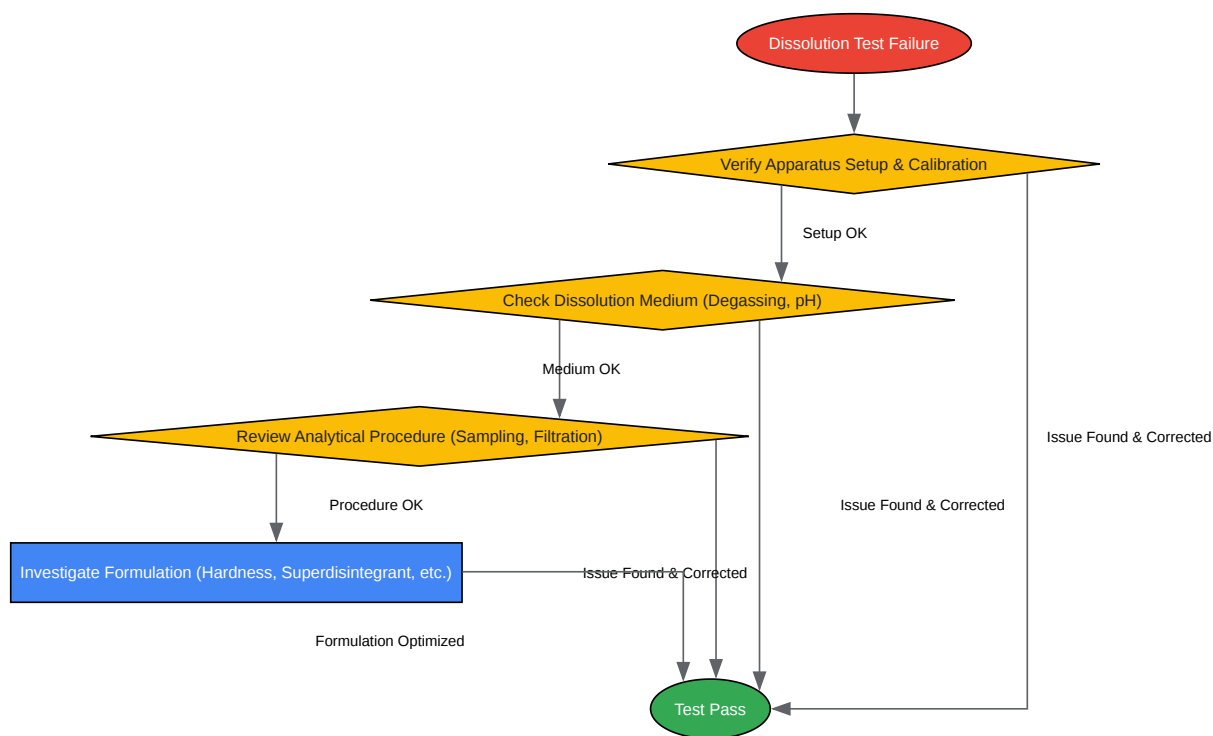 Dissolution Test Failure
Verify Apparatus Setup & Calibration
Setup OK
Check Dissolution Medium (Degassing, pH)
Medium OK
Review Analytical Procedure (Sampling, Filtration)
Issue Found & Corrected
Procedure OK
Issue Found & Corrected
Investigate Formulation (Hardness, Superdisintegrant, etc.)
Issue Found & Corrected
Formulation Optimized
Test Pass